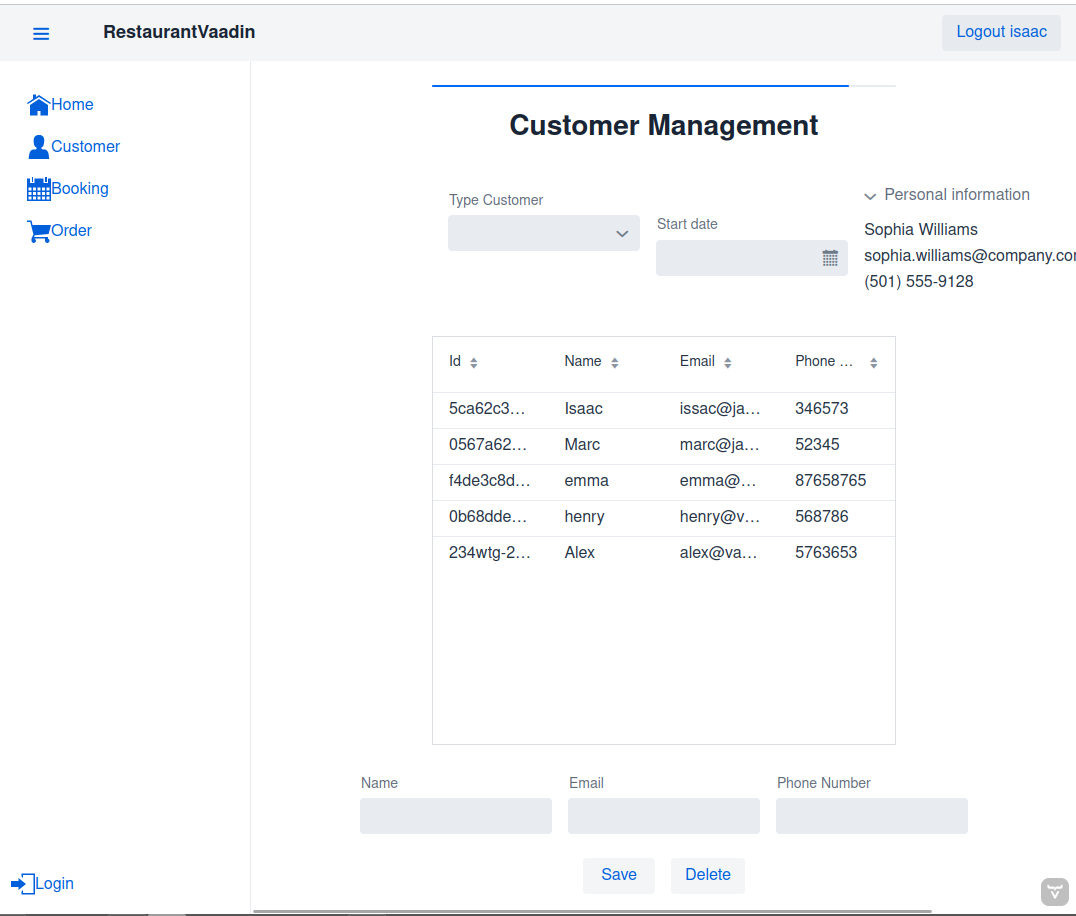 RestaurantVaadin
Logout isaac
Home
Customer
Booking
Order
Login
Customer Management
Type Customer
Start date
Personal information
Sophia Williams
sophia.williams@company.co
(501) 555-9128
Id Name Email Phone …
5ca62c3… Isaac issac@ja… 346573
0567a62… Marc marc@ja… 52345
f4de3c8d… emma emma@… 87658765
0b68dde… henry henry@v… 568786
234wtg-2… Alex alex@va… 5763653
Name Email Phone Number
Save Delete